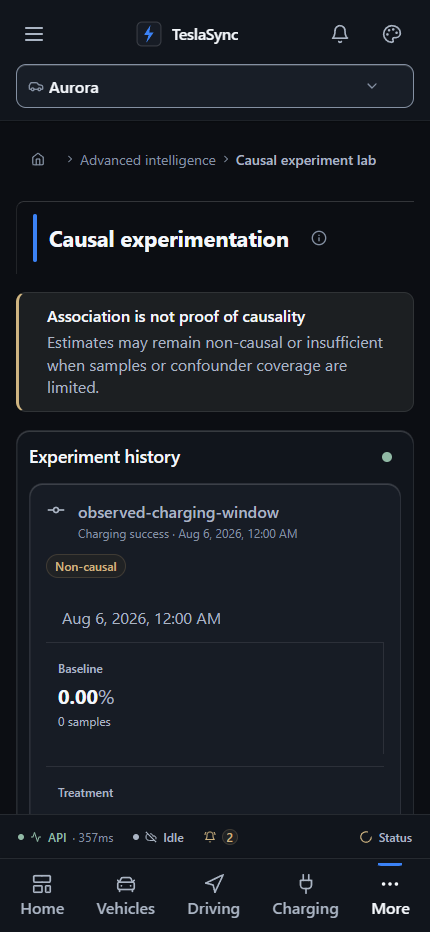 TeslaSync
Aurora
Advanced intelligence
Causal experiment lab
Causal experimentation
Association is not proof of causality
Estimates may remain non-causal or insufficient
when samples or confounder coverage are
limited.
Experiment history
observed-charging-window
Charging success · Aug 6, 2026, 12:00 AM
Non-causal
Aug 6, 2026, 12:00 AM
Baseline
0.00%
0 samples
Treatment
API · 357ms
Idle
2
Status
Home
Vehicles
Driving
Charging
More